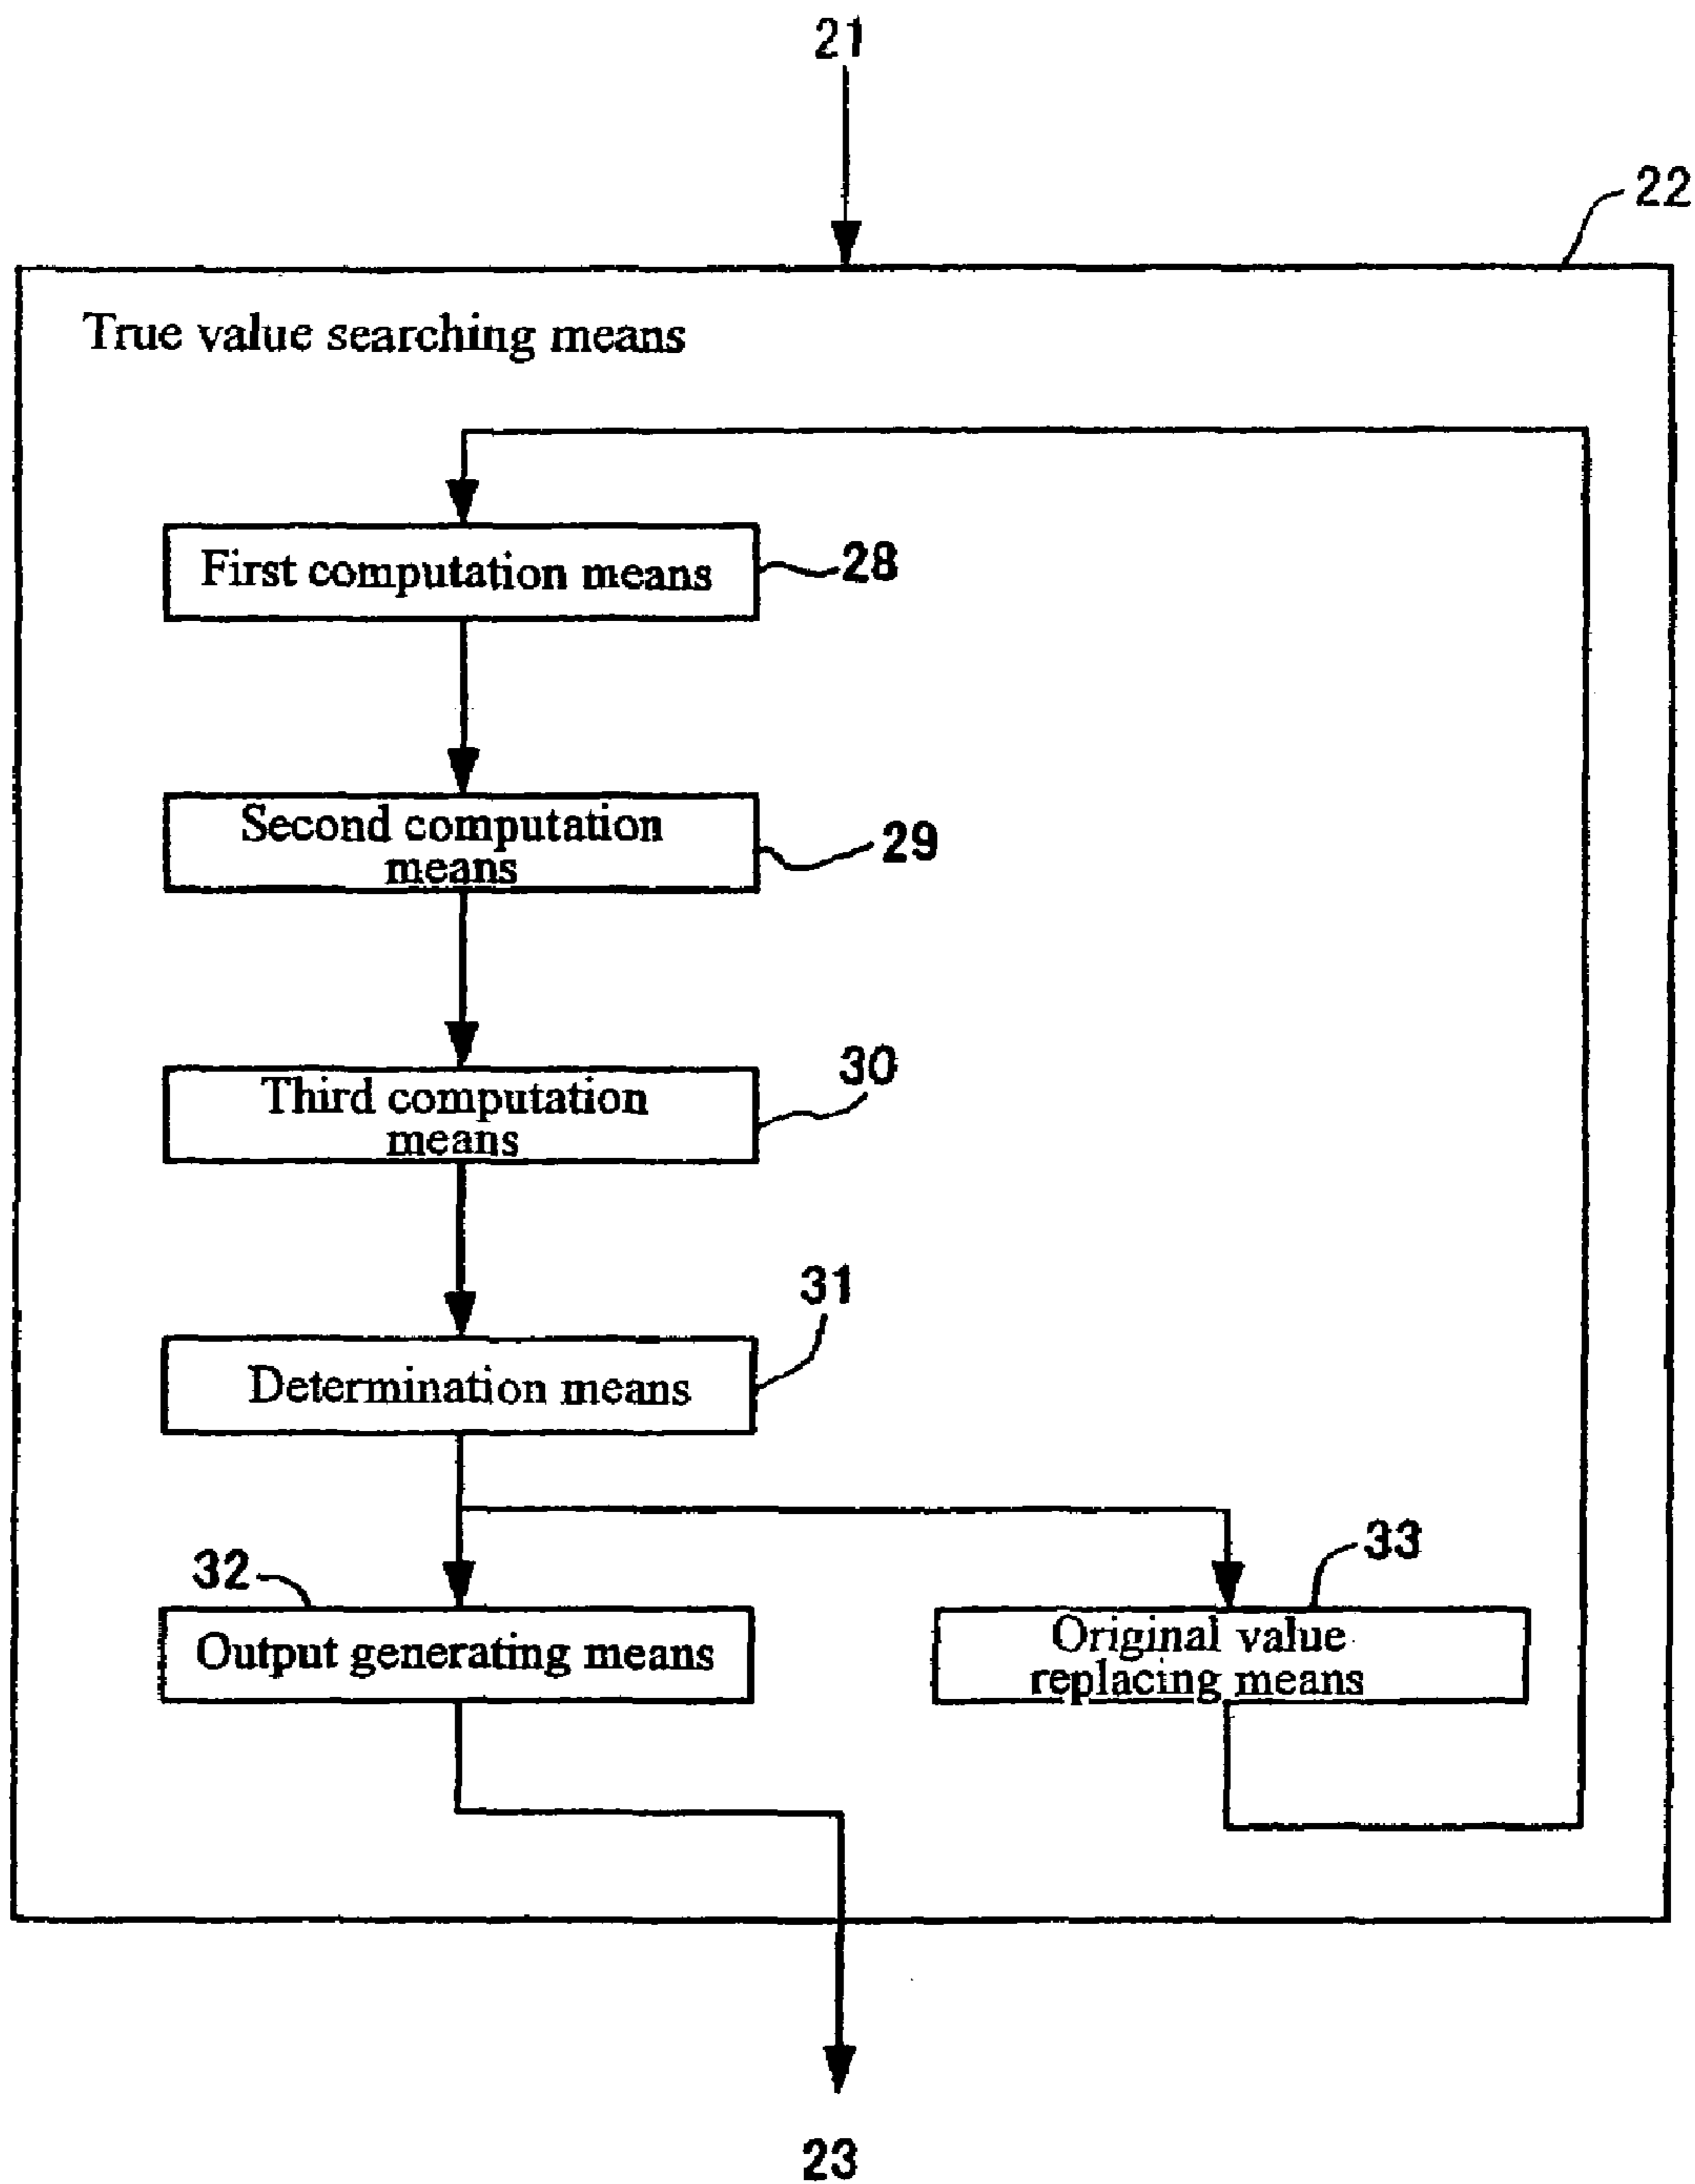 21
22
True value searching means
First computation means
28
Second computation
means
29
30
Third computation
means
31
Determination means
32
33
Output generating means
Original value
replacing means
23